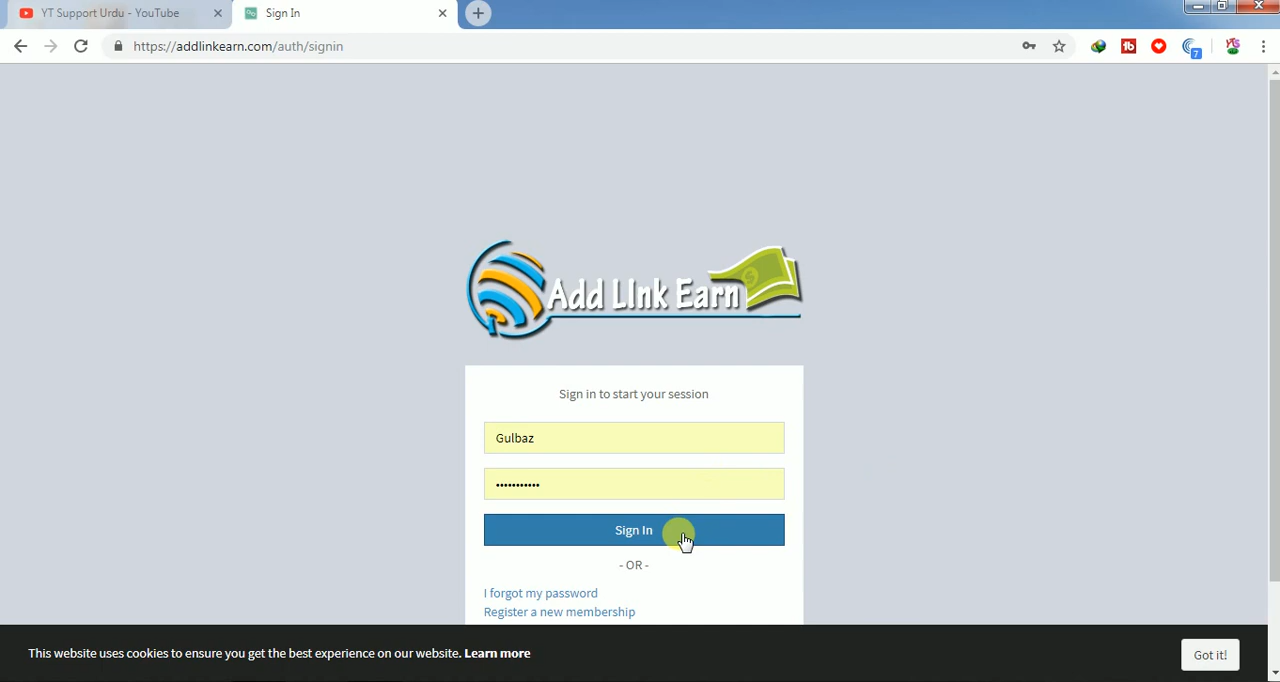 YT Support Urdu - YouTube
Sign In
https://addlinkearn.com/auth/signin
7
Add LInk Earn
Sign in to start your session
Gulbaz
•••••••••••
Sign In
- OR -
I forgot my password
Register a new membership
This website uses cookies to ensure you get the best experience on our website. Learn more
Got it!